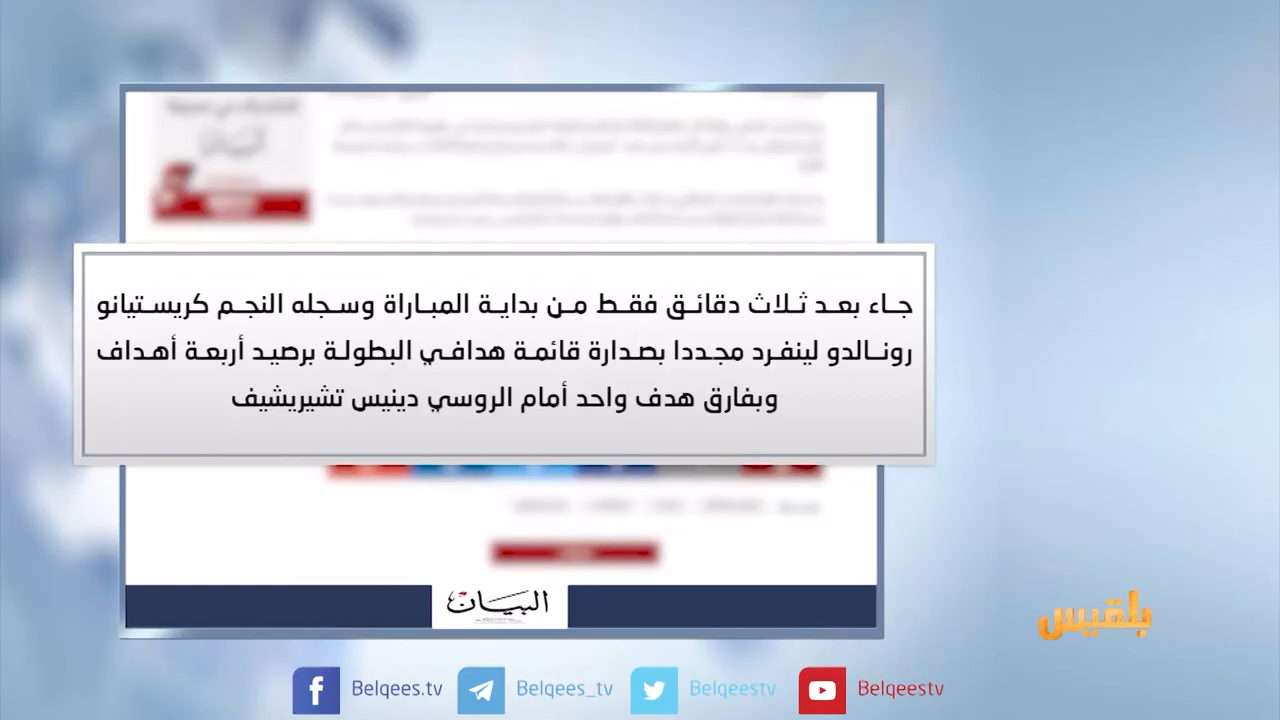 جاء بعد ثلاث دقائق فقط من بداية المباراة وسجله النجم كريستيانو
رونالدو لينفرد مجددا بصدارة قائمة هدافي البطولة برصيد أربعة أهداف
وبفارق هدف واحد أمام الروسي دينيس تشيريشيف
البيان
بلقيس
Belqees.tv
Belqees_tv
Belqeestv
Belqeestv